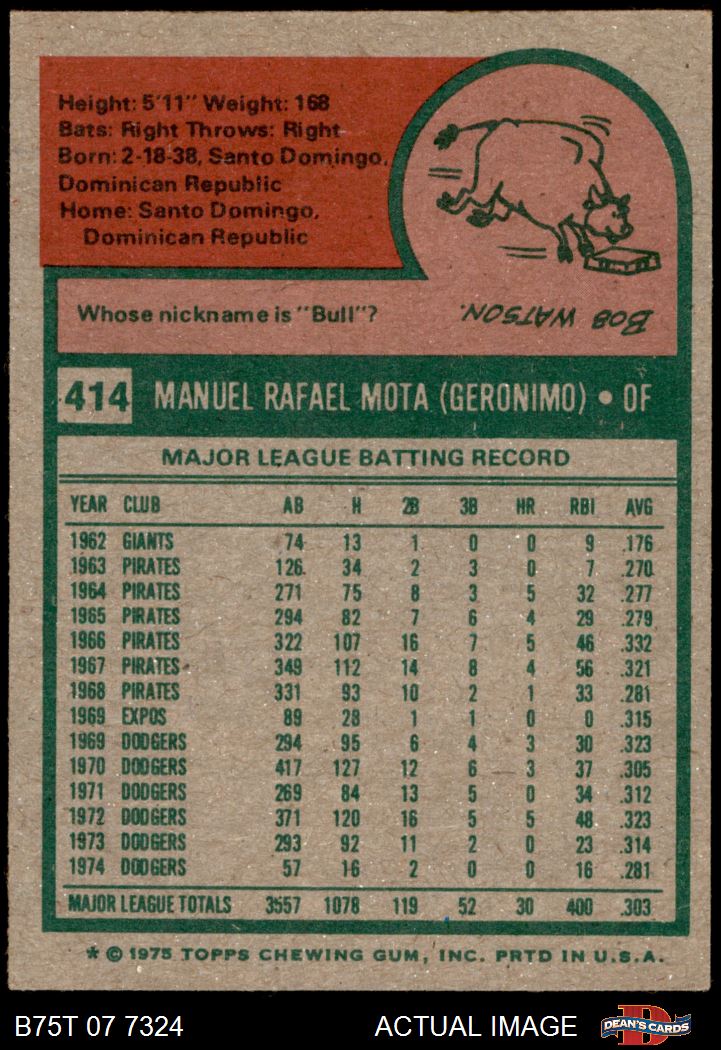 Height: 5'11" Weight: 168
Bats: Right Throws: Right
Born: 2-18-38, Santo Domingo,
Dominican Republic
Home: Santo Domingo,
Dominican Republic
Whose nickname is "Bull"?
BOB WATSON.
414 MANUEL RAFAEL MOTA (GERONIMO) • OF
MAJOR LEAGUE BATTING RECORD
YEAR CLUB AB H 2B 3B HR RBI AVG
1962 GIANTS 74 13 1 0 0 9 .176
1963 PIRATES 126 34 2 3 0 7 .270
1964 PIRATES 271 75 8 3 5 32 .277
1965 PIRATES 294 82 7 6 4 29 .279
1966 PIRATES 322 107 16 7 5 46 .332
1967 PIRATES 349 112 14 8 4 56 .321
1968 PIRATES 331 93 10 2 1 33 .281
1969 EXPOS 89 28 1 1 0 0 .315
1969 DODGERS 294 95 6 4 3 30 .323
1970 DODGERS 417 127 12 6 3 37 .305
1971 DODGERS 269 84 13 5 0 34 .312
1972 DODGERS 371 120 16 5 5 48 .323
1973 DODGERS 293 92 11 2 0 23 .314
1974 DODGERS 57 16 2 0 0 16 .281
MAJOR LEAGUE TOTALS 3557 1078 119 52 30 400 .303
* © 1975 TOPPS CHEWING GUM, INC. PRTD IN U.S.A.
B75T 07 7324 ACTUAL IMAGE DEAN'S CARDS